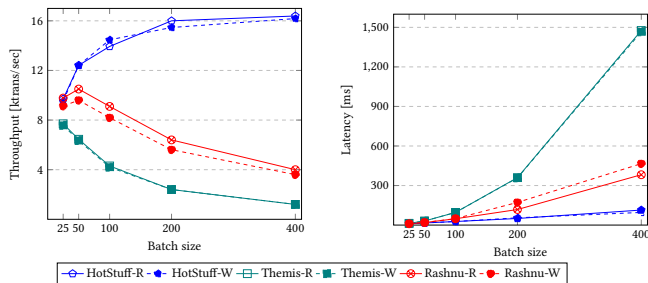 Throughput [ktrans/sec]
16
12
8
4
25 50 100 200 400
Batch size
Latency [ms]
1,500
1,200
900
600
300
25 50 100 200 400
Batch size
HotStuff-R HotStuff-W Themis-R Themis-W Rashnu-R Rashnu-W